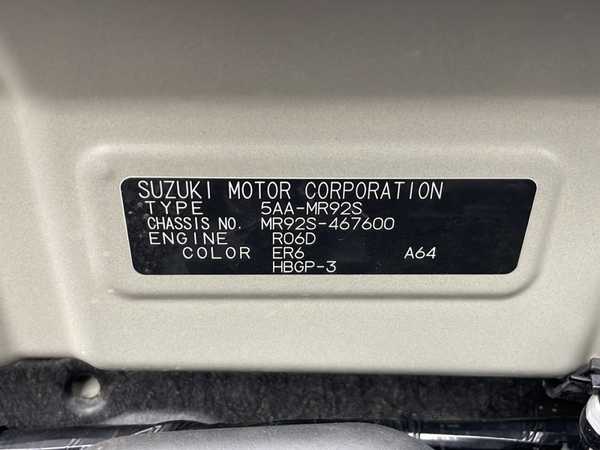 SUZUKI MOTOR CORPORATION
TYPE 5AA-MR92S
CHASSIS NO. MR92S-467600
ENGINE R06D
COLOR ER6 A64
HBGP-3